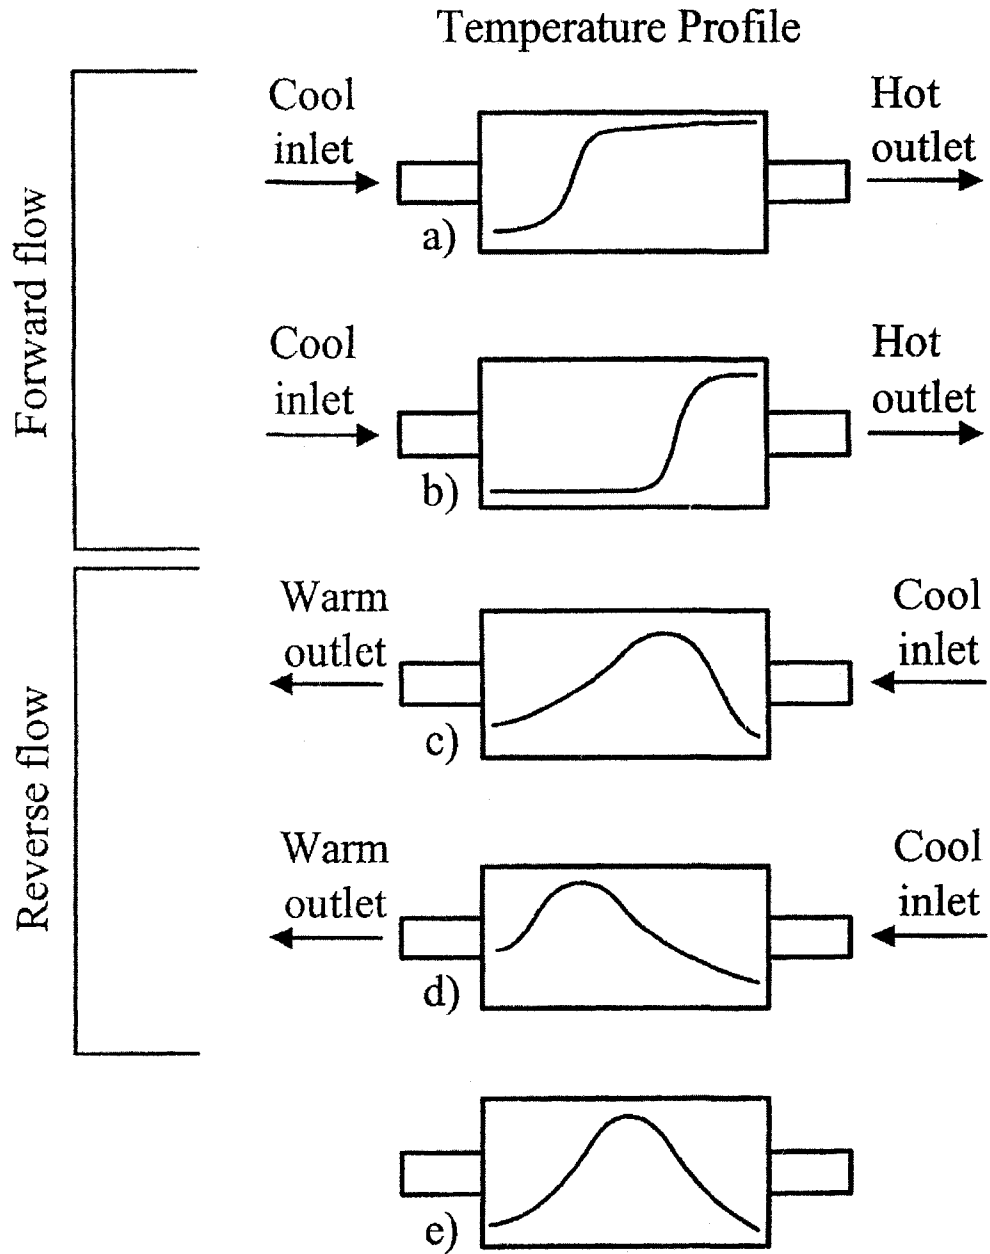 Temperature Profile
Forward flow
Cool
inlet
Hot
outlet
a)
Cool
inlet
Hot
outlet
b)
Reverse flow
Warm
outlet
Cool
inlet
c)
Warm
outlet
Cool
inlet
d)
e)